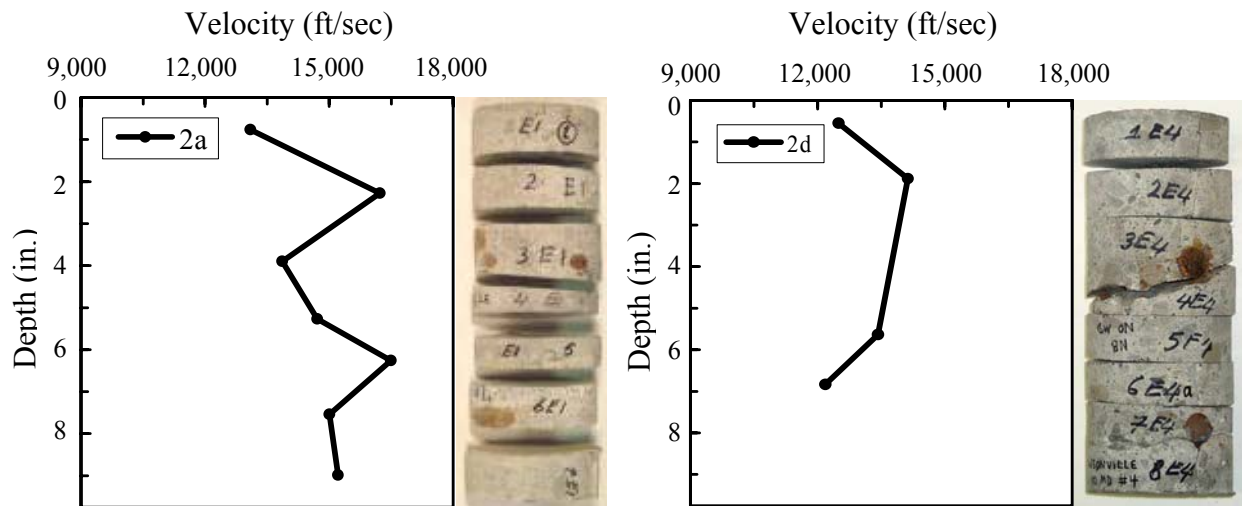 Velocity (ft/sec)
9,000 12,000 15,000 18,000
0
2
4
6
8
Depth (in.)
2a
E1 1
2 E1
3 E1
4 E
E1 5
6E1
Velocity (ft/sec)
9,000 12,000 15,000 18,000
0
2
4
6
8
Depth (in.)
2d
1E4
2E4
3E4
4E4
5F1
6E4a
7E4
8E4